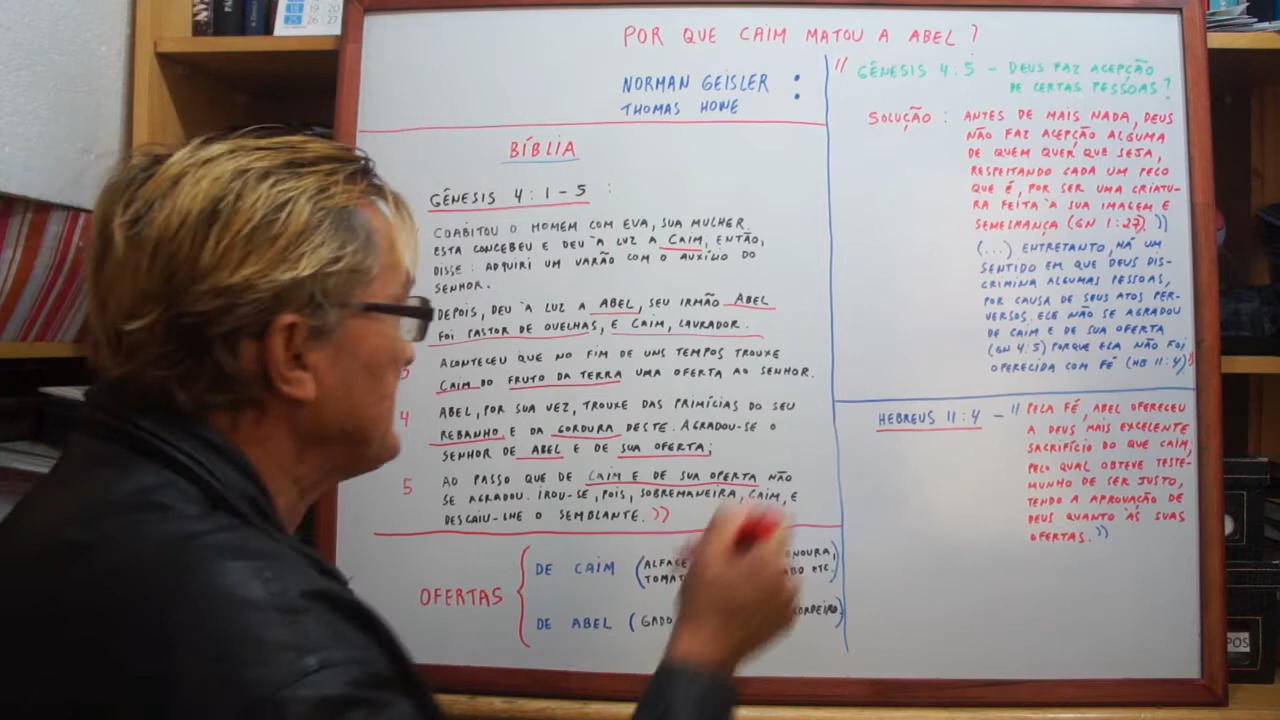 POR QUE CAIM MATOU A ABEL?
NORMAN GEISLER :
THOMAS HOWE
BÍBLIA
GÊNESIS 4:1-5 :
COABITOU O HOMEM COM EVA, SUA MULHER.
ESTA CONCEBEU E DEU À LUZ A CAIM, ENTÃO,
DISSE: ADQUIRI UM VARÃO COM O AUXÍLIO DO
SENHOR.
DEPOIS, DEU À LUZ A ABEL, SEU IRMÃO ABEL
FOI PASTOR DE OVELHAS, E CAIM, LAVRADOR.
ACONTECEU QUE NO FIM DE UNS TEMPOS TROUXE
CAIM DO FRUTO DA TERRA UMA OFERTA AO SENHOR.
4 ABEL, POR SUA VEZ, TROUXE DAS PRIMÍCIAS DO SEU
REBANHO E DA GORDURA DESTE. AGRADOU-SE O
SENHOR DE ABEL E DE SUA OFERTA;
5 AO PASSO QUE DE CAIM E DE SUA OPERTA NÃO
SE AGRADOU. IROU-SE, POIS, SOBREMANEIRA, CAIM, E
DESCAIU-LHE O SEMBLANTE.))
OFERTAS
DE CAIM (ALFACE ENOURA,
TOMAT ABO ETC.)
DE ABEL (GADO CORDEIRO)
" GÊNESIS 4:5 - DEUS FAZ ACEPÇÃO
DE CERTAS PESSOAS?
SOLUÇÃO: ANTES DE MAIS NADA, DEUS
NÃO FAZ ACEPÇÃO ALGUMA
DE QUEM QUER QUE SEJA,
RESPEITANDO CADA UM PELO
QUE É, POR SER UMA CRIATU-
RA FEITA À SUA IMAGEM E
SEMELHANÇA (GN 1:27). ))
(...) ENTRETANTO, HÁ UM
SENTIDO EM QUE DEUS DIS-
CRIMINA ALGUMAS PESSOAS,
POR CAUSA DE SEUS ATOS PER-
VERSOS. ELE NÃO SE AGRADOU
DE CAIM E DE SUA OFERTA
(GN 4:5) PORQUE ELA NÃO FOI
OPERECIDA COM FÉ (HB 11:4)"
HEBREUS 11:4 - " PELA FÉ, ABEL OFERECEU
A DEUS MAIS EXCELENTE
SACRIFÍCIO DO QUE CAIM;
PELO QUAL OBTEVE TESTE-
MUNHO DE SER JUSTO,
TENDO A APROVAÇÃO DE
DEUS QUANTO ÀS SUAS
OFERTAS.))